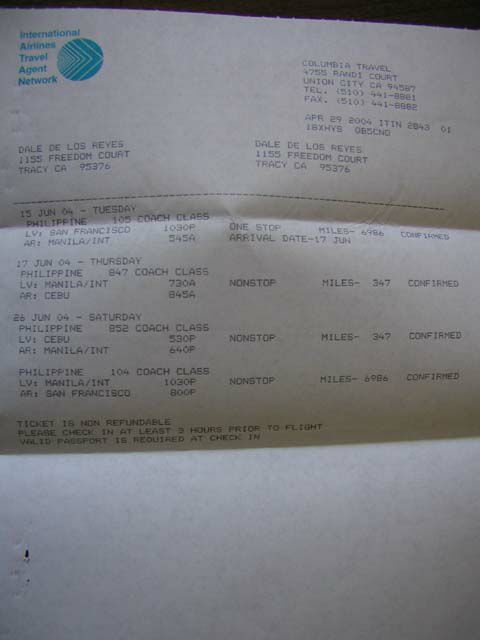 International
Airlines
Travel
Agent
Network
COLUMBIA TRAVEL
4755 RANDI COURT
UNION CITY CA 94587
TEL. (510) 441-8881
FAX. (510) 441-8882
APR 29 2004 ITIN 2843 01
18XHYS OB5CNO
DALE DE LOS REYES
1155 FREEDOM COURT
TRACY CA 95376
DALE DE LOS REYES
1155 FREEDOM COURT
TRACY CA 95376
15 JUN 04 - TUESDAY
PHILIPPINE 105 COACH CLASS
LV: SAN FRANCISCO 1030P ONE STOP MILES- 6986 CONFIRMED
AR: MANILA/INT 545A ARRIVAL DATE-17 JUN
17 JUN 04 - THURSDAY
PHILIPPINE 847 COACH CLASS
LV: MANILA/INT 730A NONSTOP MILES- 347 CONFIRMED
AR: CEBU 845A
26 JUN 04 - SATURDAY
PHILIPPINE 852 COACH CLASS
LV: CEBU 530P NONSTOP MILES- 347 CONFIRMED
AR: MANILA/INT 640P
PHILIPPINE 104 COACH CLASS
LV: MANILA/INT 1030P NONSTOP MILES- 6986 CONFIRMED
AR: SAN FRANCISCO 800P
TICKET IS NON REFUNDABLE
PLEASE CHECK IN AT LEAST 3 HOURS PRIOR TO FLIGHT
VALID PASSPORT IS REQUIRED AT CHECK IN